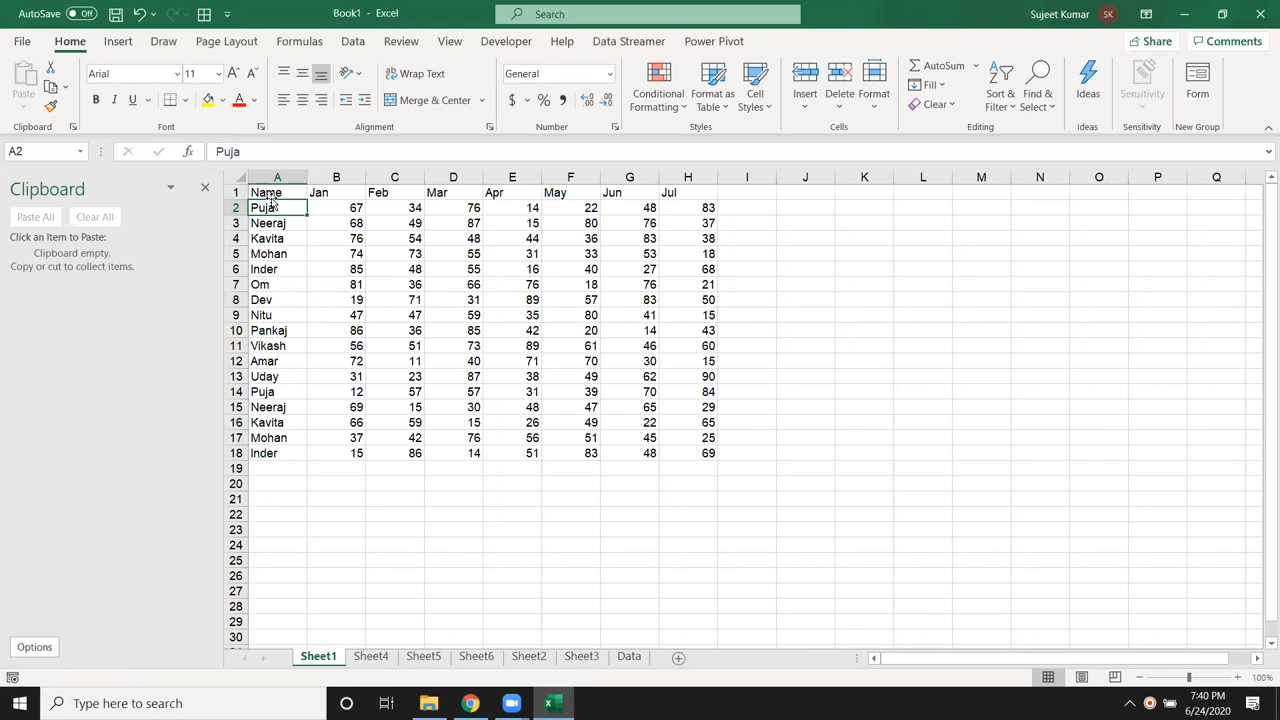 AutoSave Off Book1 - Excel Search Sujeet Kumar SK
File Home Insert Draw Page Layout Formulas Data Review View Developer Help Data Streamer Power Pivot Share Comments
Paste Arial 11 Wrap Text General Conditional Formatting Format as Table Cell Styles Insert Delete Format AutoSum Fill Clear Sort & Filter Find & Select Ideas Sensitivity Form
B I U A Merge & Center $ % ,
Clipboard Font Alignment Number Styles Cells Editing Ideas Sensitivity New Group
A2 fx Puja
Clipboard
Paste All Clear All
Click an Item to Paste:
Clipboard empty.
Copy or cut to collect items.
Options
A B C D E F G H I J K L M N O P Q
1 Name Jan Feb Mar Apr May Jun Jul
2 Puja 67 34 76 14 22 48 83
3 Neeraj 68 49 87 15 80 76 37
4 Kavita 76 54 48 44 36 83 38
5 Mohan 74 73 55 31 33 53 18
6 Inder 85 48 55 16 40 27 68
7 Om 81 36 66 76 18 76 21
8 Dev 19 71 31 89 57 83 50
9 Nitu 47 47 59 35 80 41 15
10 Pankaj 86 36 85 42 20 14 43
11 Vikash 56 51 73 89 61 46 60
12 Amar 72 11 40 71 70 30 15
13 Uday 31 23 87 38 49 62 90
14 Puja 12 57 57 31 39 70 84
15 Neeraj 69 15 30 48 47 65 29
16 Kavita 66 59 15 26 49 22 65
17 Mohan 37 42 76 56 51 45 25
18 Inder 15 86 14 51 83 48 69
19
20
21
22
23
24
25
26
27
28
29
30
Sheet1 Sheet4 Sheet5 Sheet6 Sheet2 Sheet3 Data
100%
Type here to search
7:40 PM
6/24/2020